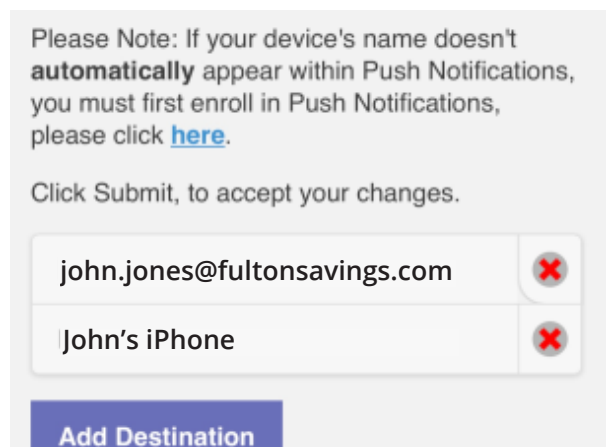 Please Note: If your device's name doesn't
automatically appear within Push Notifications,
you must first enroll in Push Notifications,
please click here.
Click Submit, to accept your changes.
john.jones@fultonsavings.com
John’s iPhone
Add Destination